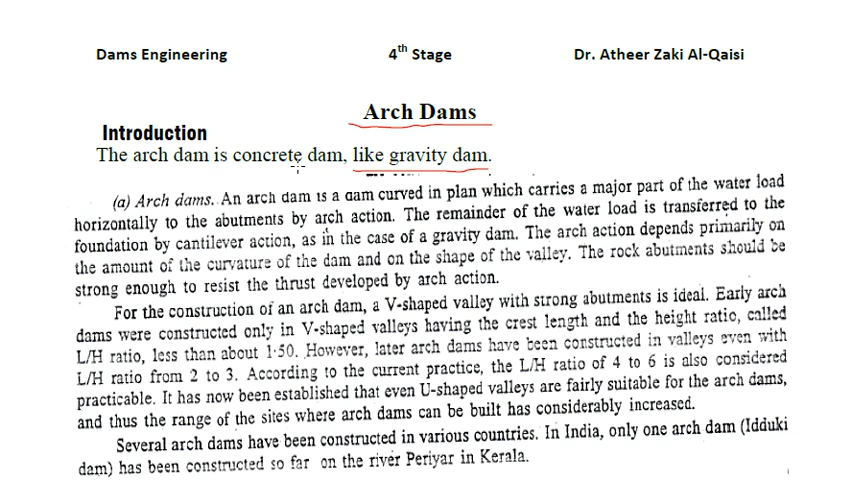 Dams Engineering 4th Stage Dr. Atheer Zaki Al-Qaisi
Arch Dams
Introduction
The arch dam is concrete dam, like gravity dam.
(a) Arch dams. An arch dam is a dam curved in plan which carries a major part of the water load
horizontally to the abutments by arch action. The remainder of the water load is transferred to the
foundation by cantilever action, as in the case of a gravity dam. The arch action depends primarily on
the amount of the curvature of the dam and on the shape of the valley. The rock abutments should be
strong enough to resist the thrust developed by arch action.
For the construction of an arch dam, a V-shaped valley with strong abutments is ideal. Early arch
dams were constructed only in V-shaped valleys having the crest length and the height ratio, called
L/H ratio, less than about 1·50. However, later arch dams have been constructed in valleys even with
L/H ratio from 2 to 3. According to the current practice, the L/H ratio of 4 to 6 is also considered
practicable. It has now been established that even U-shaped valleys are fairly suitable for the arch dams,
and thus the range of the sites where arch dams can be built has considerably increased.
Several arch dams have been constructed in various countries. In India, only one arch dam (Idduki
dam) has been constructed so far on the river Periyar in Kerala.